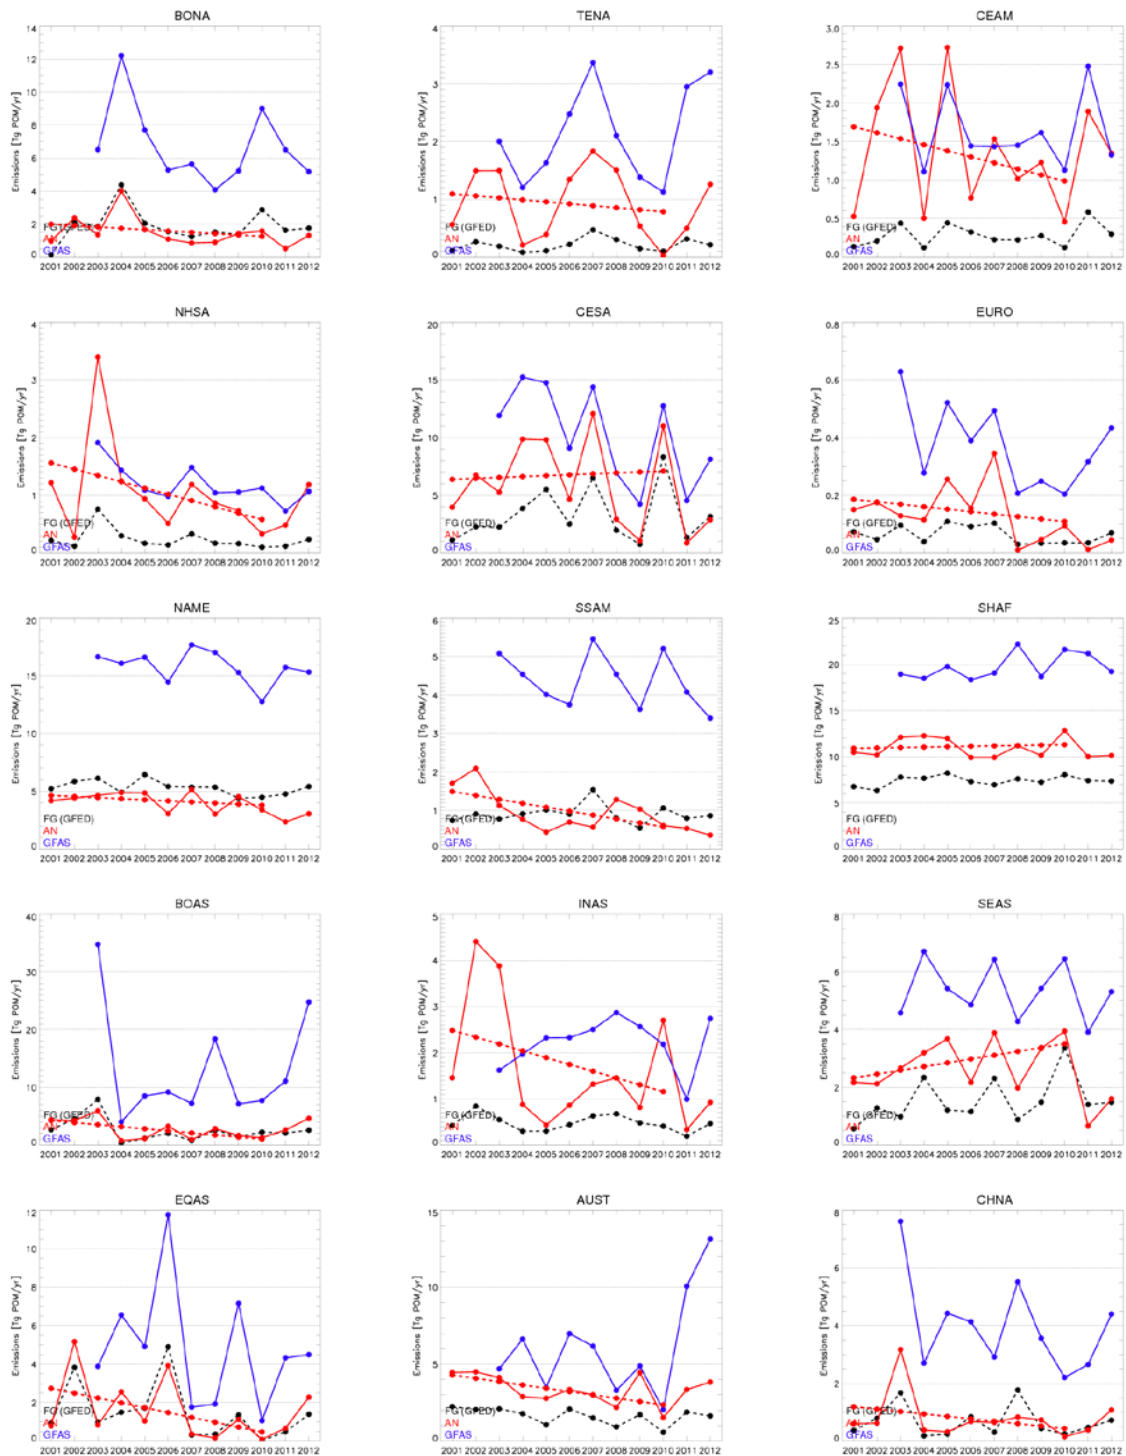 BONA
14
12
10
8
6
4
2
0
Emissions [Tg POM/yr]
FG (GFED)
AN
GFAS
2001 2002 2003 2004 2005 2006 2007 2008 2009 2010 2011 2012
TENA
4
3
2
1
0
Emissions [Tg POM/yr]
FG (GFED)
AN
GFAS
2001 2002 2003 2004 2005 2006 2007 2008 2009 2010 2011 2012
CEAM
3.0
2.5
2.0
1.5
1.0
0.5
0.0
Emissions [Tg POM/yr]
FG (GFED)
AN
GFAS
2001 2002 2003 2004 2005 2006 2007 2008 2009 2010 2011 2012
NHSA
4
3
2
1
0
Emissions [Tg POM/yr]
FG (GFED)
AN
GFAS
2001 2002 2003 2004 2005 2006 2007 2008 2009 2010 2011 2012
CESA
20
15
10
5
0
Emissions [Tg POM/yr]
FG (GFED)
AN
GFAS
2001 2002 2003 2004 2005 2006 2007 2008 2009 2010 2011 2012
EURO
0.8
0.6
0.4
0.2
0.0
Emissions [Tg POM/yr]
FG (GFED)
AN
GFAS
2001 2002 2003 2004 2005 2006 2007 2008 2009 2010 2011 2012
NAME
20
15
10
5
0
Emissions [Tg POM/yr]
FG (GFED)
AN
GFAS
2001 2002 2003 2004 2005 2006 2007 2008 2009 2010 2011 2012
SSAM
6
5
4
3
2
1
0
Emissions [Tg POM/yr]
FG (GFED)
AN
GFAS
2001 2002 2003 2004 2005 2006 2007 2008 2009 2010 2011 2012
SHAF
25
20
15
10
5
0
Emissions [Tg POM/yr]
FG (GFED)
AN
GFAS
2001 2002 2003 2004 2005 2006 2007 2008 2009 2010 2011 2012
BOAS
40
30
20
10
0
Emissions [Tg POM/yr]
FG (GFED)
AN
GFAS
2001 2002 2003 2004 2005 2006 2007 2008 2009 2010 2011 2012
INAS
5
4
3
2
1
0
Emissions [Tg POM/yr]
FG (GFED)
AN
GFAS
2001 2002 2003 2004 2005 2006 2007 2008 2009 2010 2011 2012
SEAS
8
6
4
2
0
Emissions [Tg POM/yr]
FG (GFED)
AN
GFAS
2001 2002 2003 2004 2005 2006 2007 2008 2009 2010 2011 2012
EQAS
12
10
8
6
4
2
0
Emissions [Tg POM/yr]
FG (GFED)
AN
GFAS
2001 2002 2003 2004 2005 2006 2007 2008 2009 2010 2011 2012
AUST
15
10
5
0
Emissions [Tg POM/yr]
FG (GFED)
AN
GFAS
2001 2002 2003 2004 2005 2006 2007 2008 2009 2010 2011 2012
CHNA
8
6
4
2
0
Emissions [Tg POM/yr]
FG (GFED)
AN
GFAS
2001 2002 2003 2004 2005 2006 2007 2008 2009 2010 2011 2012